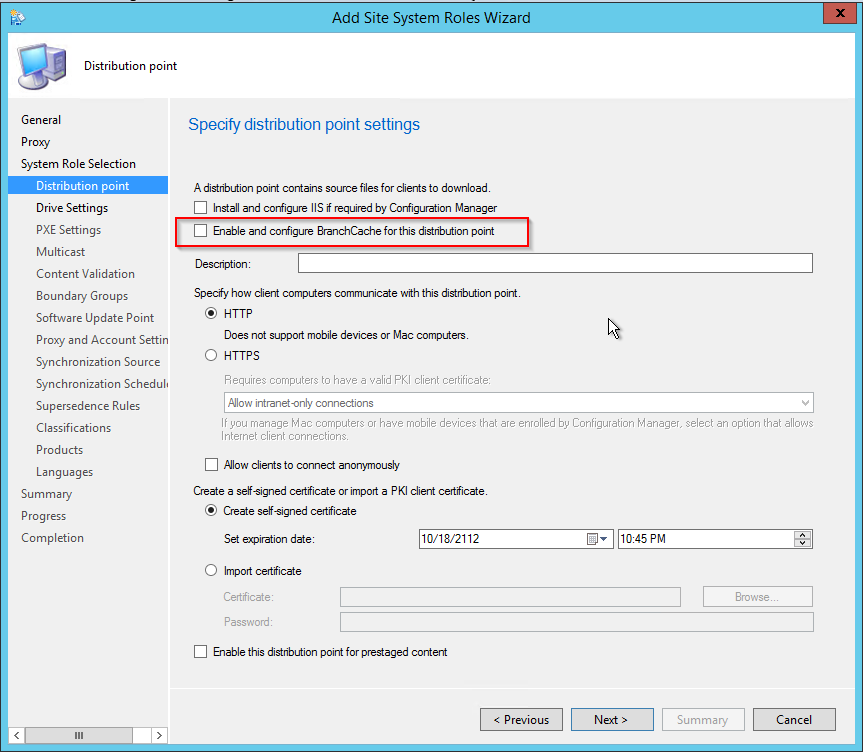 Add Site System Roles Wizard
x
Distribution point
General
Proxy
System Role Selection
Distribution point
Drive Settings
PXE Settings
Multicast
Content Validation
Boundary Groups
Software Update Point
Proxy and Account Settin
Synchronization Source
Synchronization Schedul
Supersedence Rules
Classifications
Products
Languages
Summary
Progress
Completion
Specify distribution point settings
A distribution point contains source files for clients to download.
Install and configure IIS if required by Configuration Manager
Enable and configure BranchCache for this distribution point
Description:
Specify how client computers communicate with this distribution point.
HTTP
Does not support mobile devices or Mac computers.
HTTPS
Requires computers to have a valid PKI client certificate:
Allow intranet-only connections
If you manage Mac computers or have mobile devices that are enrolled by Configuration Manager, select an option that allows
Internet client connections.
Allow clients to connect anonymously
Create a self-signed certificate or import a PKI client certificate.
Create self-signed certificate
Set expiration date:
10/18/2112
10:45 PM
Import certificate
Certificate:
Browse...
Password:
Enable this distribution point for prestaged content
< Previous
Next >
Summary
Cancel